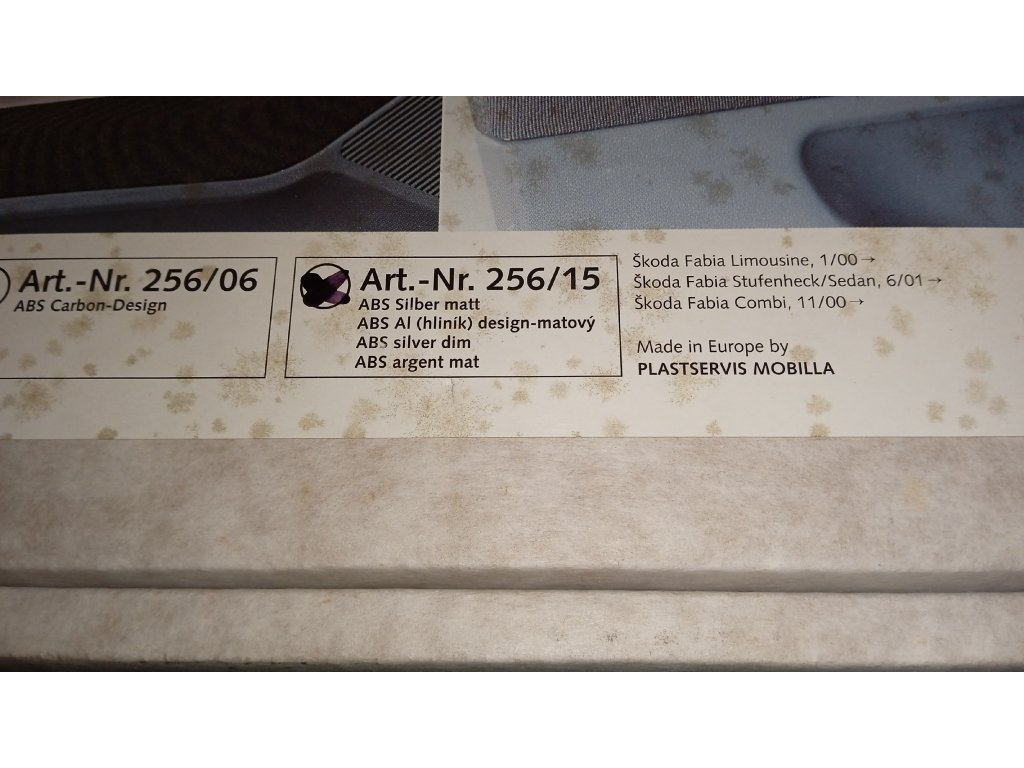 Art.-Nr. 256/06
ABS Carbon-Design
Art.-Nr. 256/15
ABS Silber matt
ABS Al (hliník) design-matový
ABS silver dim
ABS argent mat
Škoda Fabia Limousine, 1/00→
Škoda Fabia Stufenheck/Sedan, 6/01→
Škoda Fabia Combi, 11/00→
Made in Europe by
PLASTSERVIS MOBILLA